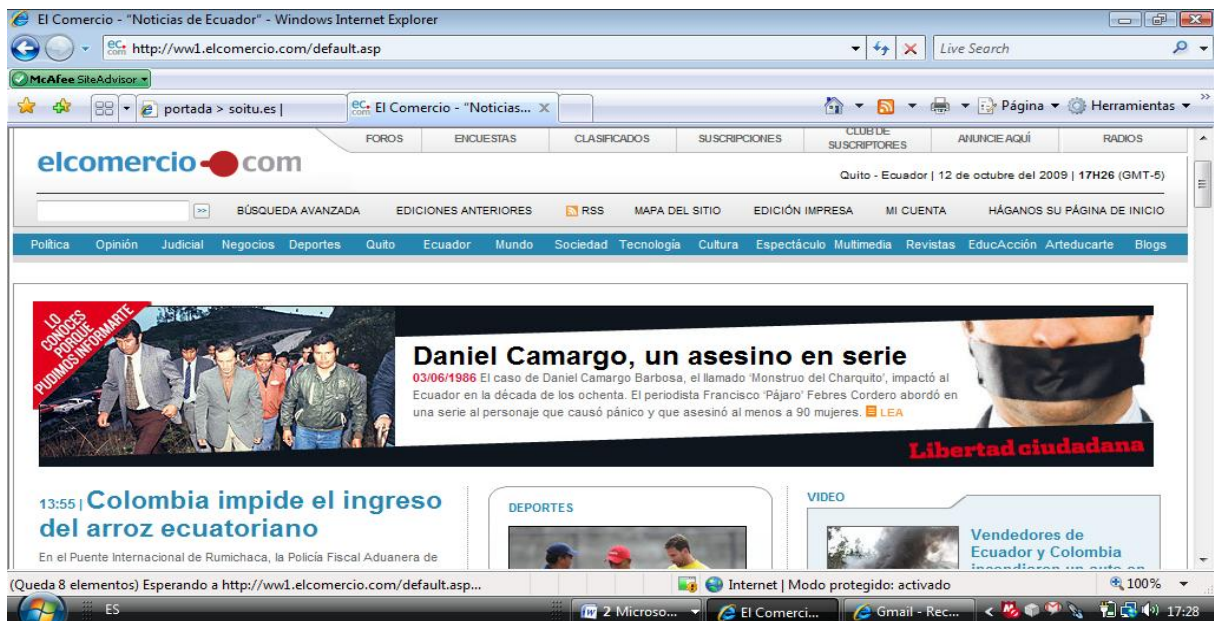 El Comercio - "Noticias de Ecuador" - Windows Internet Explorer
ec. com http://ww1.elcomercio.com/default.asp
Live Search
McAfee SiteAdvisor
portada > soitu.es |
ec. com El Comercio - "Noticias...
Página
Herramientas
elcomercio com
FOROS ENCUESTAS CLASIFICADOS SUSCRIPCIONES CLUB DE SUSCRIPTORES ANUNCIE AQUÍ RADIOS
Quito - Ecuador | 12 de octubre del 2009 | 17H26 (GMT-5)
BÚSQUEDA AVANZADA EDICIONES ANTERIORES RSS MAPA DEL SITIO EDICIÓN IMPRESA MI CUENTA HÁGANOS SU PÁGINA DE INICIO
Política Opinión Judicial Negocios Deportes Quito Ecuador Mundo Sociedad Tecnología Cultura Espectáculo Multimedia Revistas EducAcción Arteducarte Blogs
LO
CONOCES
PORQUE
PUDIMOS INFORMARTE
Daniel Camargo, un asesino en serie
03/06/1986 El caso de Daniel Camargo Barbosa, el llamado 'Monstruo del Charquito', impactó al
Ecuador en la década de los ochenta. El periodista Francisco 'Pájaro' Febres Cordero abordó en
una serie al personaje que causó pánico y que asesinó al menos a 90 mujeres. LEA
Libertad ciudadana
13:55 | Colombia impide el ingreso
del arroz ecuatoriano
En el Puente Internacional de Rumichaca, la Policía Fiscal Aduanera de
DEPORTES
VIDEO
Vendedores de
Ecuador y Colombia
incendiaron un auto en
(Queda 8 elementos) Esperando a http://ww1.elcomercio.com/default.asp...
Internet | Modo protegido: activado
100%
ES
2 Microso...
El Comerci...
Gmail - Rec...
17:28